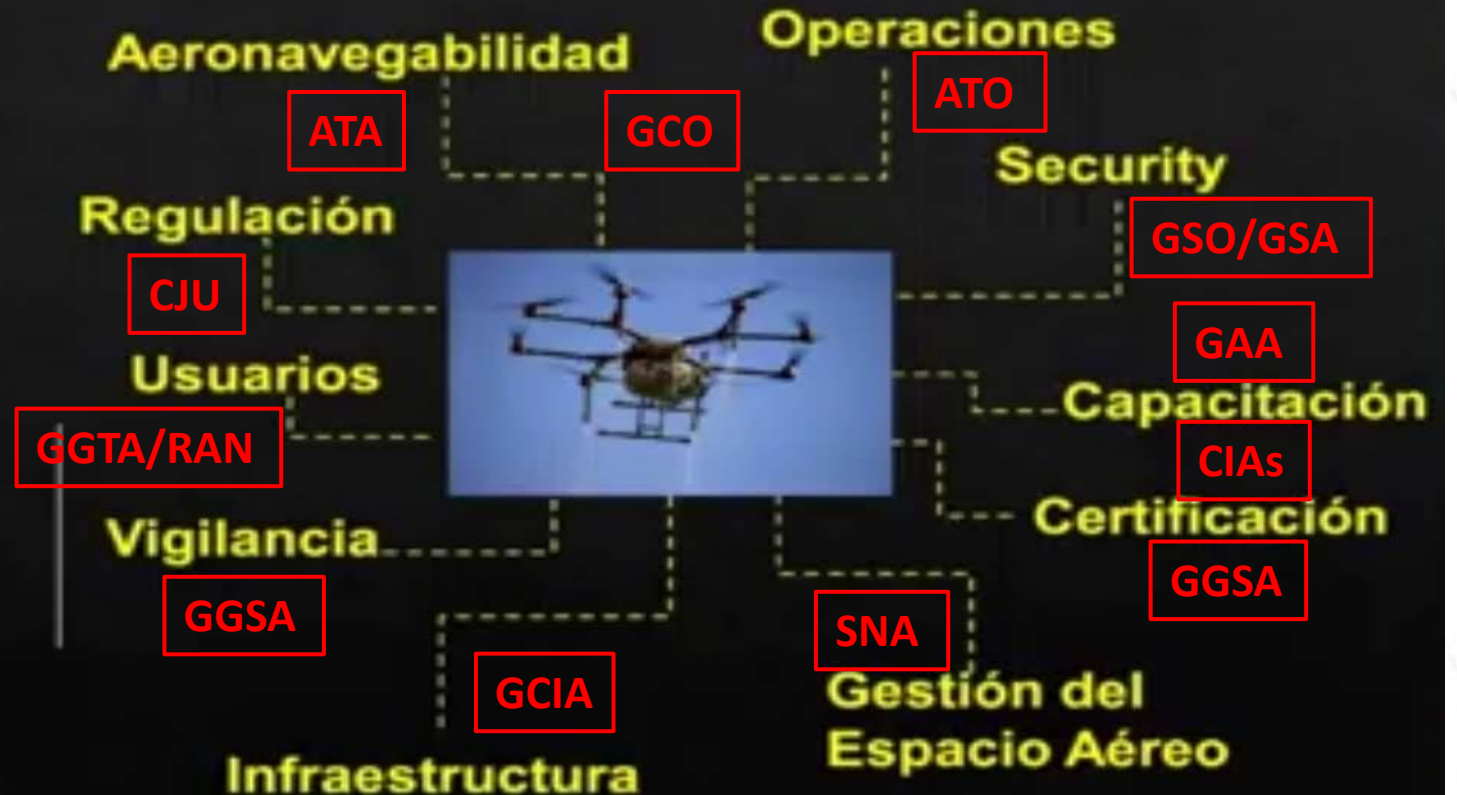 Aeronavegabilidad
ATA
GCO
Operaciones
ATO
Security
GSO/GSA
Regulación
CJU
GAA
Capacitación
Usuarios
GGTA/RAN
CIAs
Certificación
GGSA
Vigilancia
GGSA
SNA
Gestión del
Espacio Aéreo
GCIA
Infraestructura